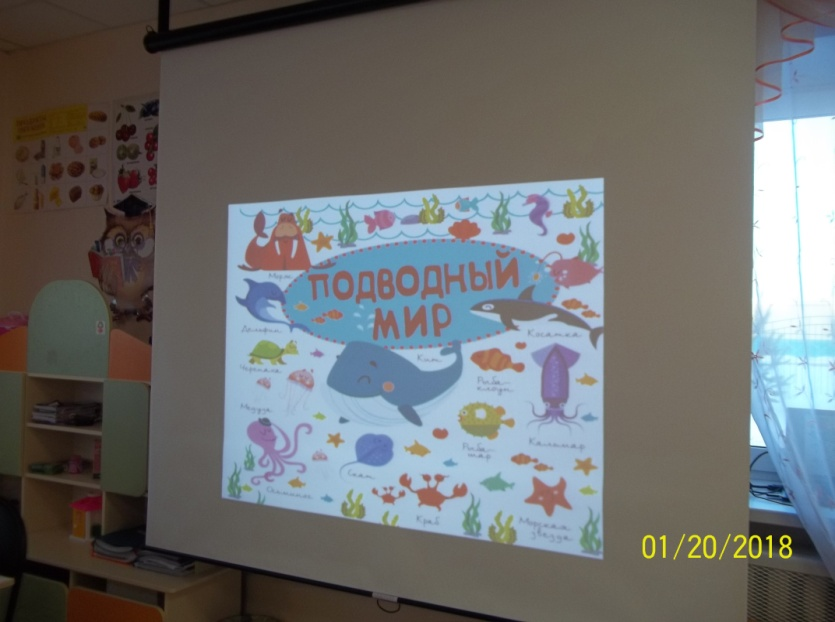 ПОДВОДНЫЙ
МИР
Морж
Дельфин
Косатка
Кит
Черепаха
Рыба-
клоун
Медуза
Рыба-
шар
Кальмар
Скат
Осьминог
Краб
Морская
звезда
01/20/2018